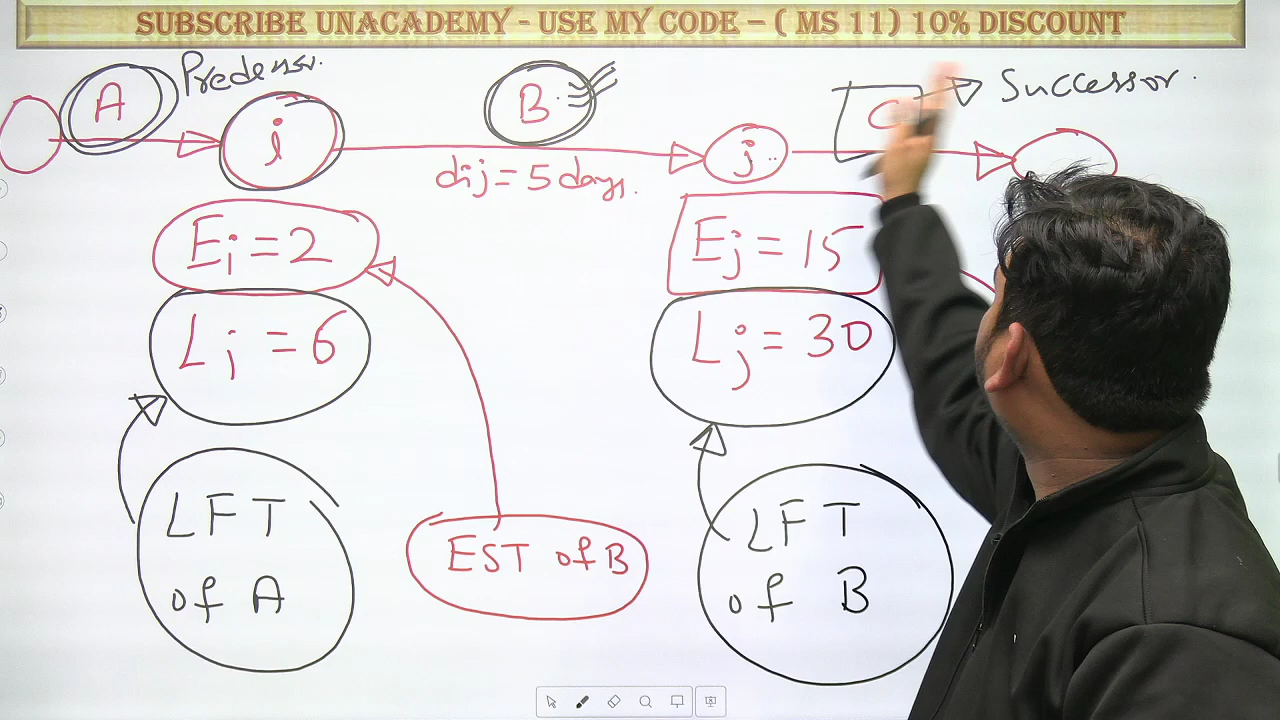 SUBSCRIBE UNACADEMY - USE MY CODE – ( MS 11) 10% DISCOUNT
A
B
C
Successor.
i
j
dij = 5 days.
Ei = 2
Ej = 15
Li = 6
Lj = 30
LFT
of A
EST of B
LFT
of B